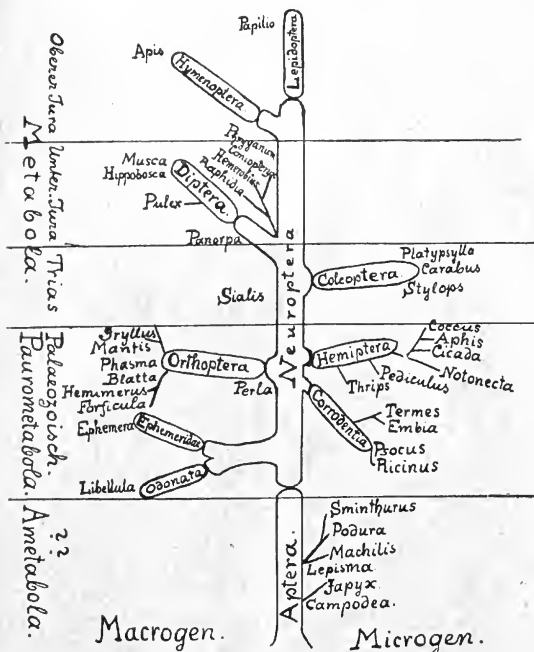 Papilio
Lepidoptera
Apis
Hymenoptera
Phryganum
Coniopteryx
Hemerobius
Raphidia
Musca
Hippobosca
Pulex
Diptera.
Panorpa
Neuroptera
Sialis
Coleoptera.
Platypsylla
Carabus
Stylops
Gryllus
Mantis
Phasma
Blatta
Hemimerus
Forficula
Orthoptera
Perla
Hemiptera
Coccus
Aphis
Cicada
Notonecta
Pediculus
Thrips
Corrodentia
Termes
Embia
Psocus
Ricinus
Ephemera
Ephemeridae
Libellula
Odonata
Aptera.
Sminthurus
Podura
Machilis
Lepisma
Japyx
Campodea.
Oberer Jura
Unter. Jura
Trias
Metabola.
Palaeozoisch.
Paurometabola.
? ?
Ametabola.
Macrogen.
Microgen.